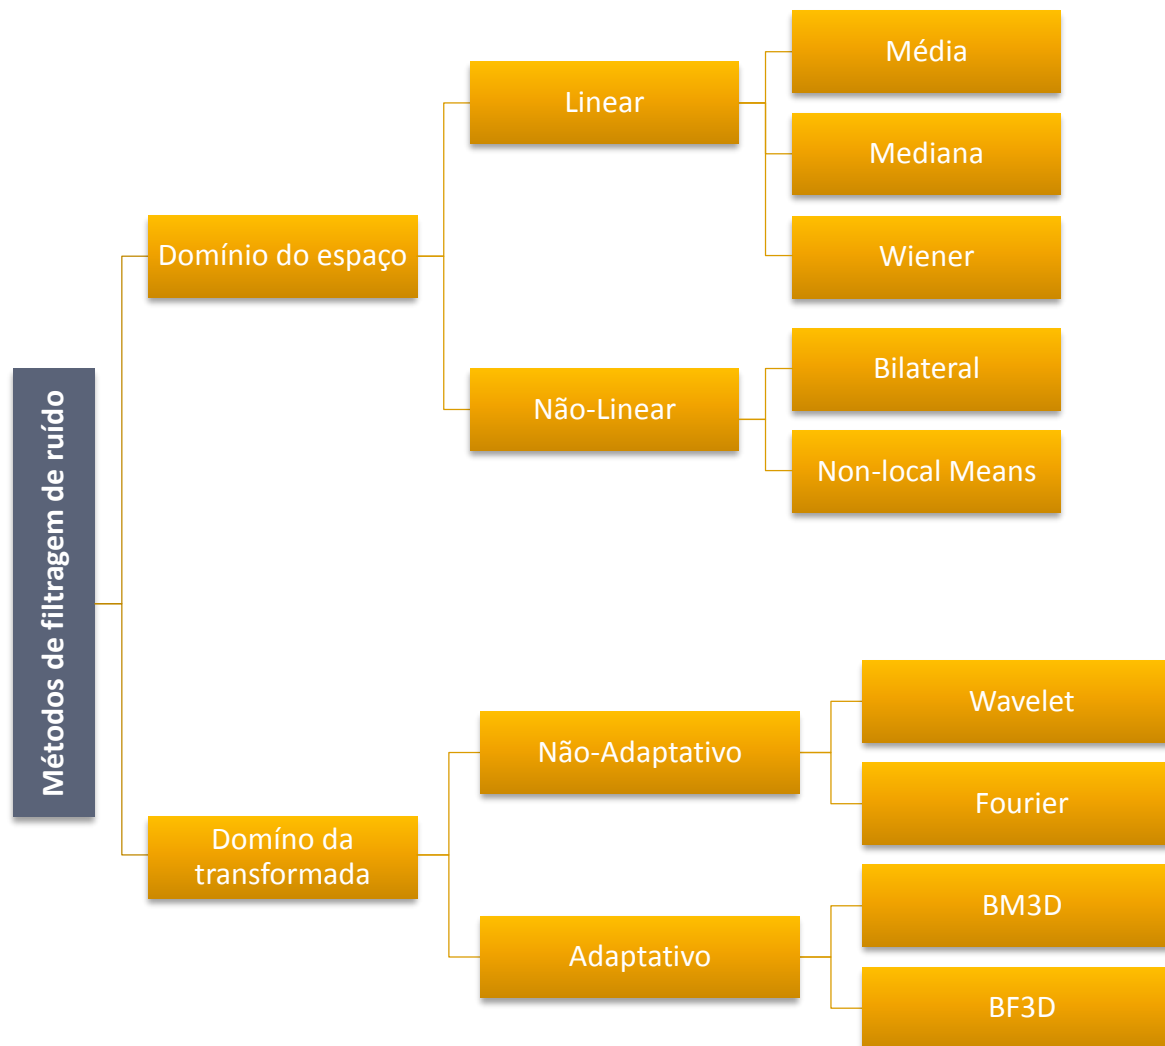 Métodos de filtragem de ruído
Domínio do espaço
Linear
Média
Mediana
Wiener
Não-Linear
Bilateral
Non-local Means
Domíno da
transformada
Não-Adaptativo
Wavelet
Fourier
Adaptativo
BM3D
BF3D